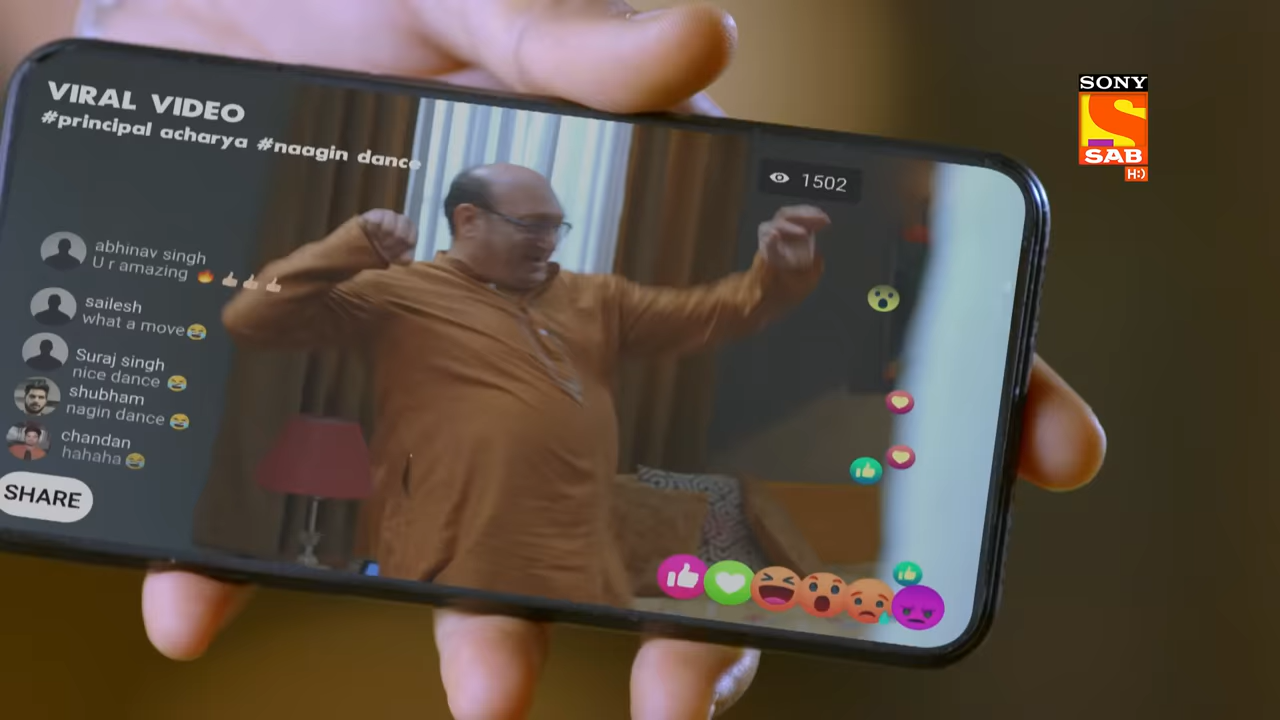 VIRAL VIDEO
#principal acharya #naagin dance
1502
abhinav singh
U r amazing 🔥 👍 👍 👍
sailesh
what a move😂
Suraj singh
nice dance 😂
shubham
nagin dance 😂
chandan
hahaha 😂
SHARE
SONY
SAB
H:)